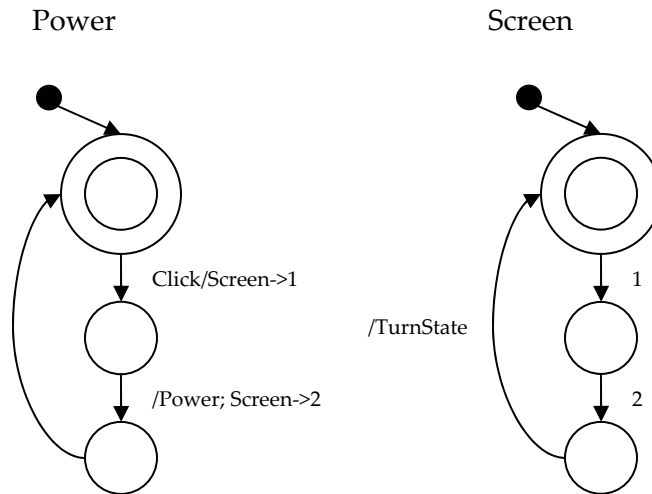 Power
Screen
Click/Screen->1
1
/TurnState
/Power; Screen->2
2